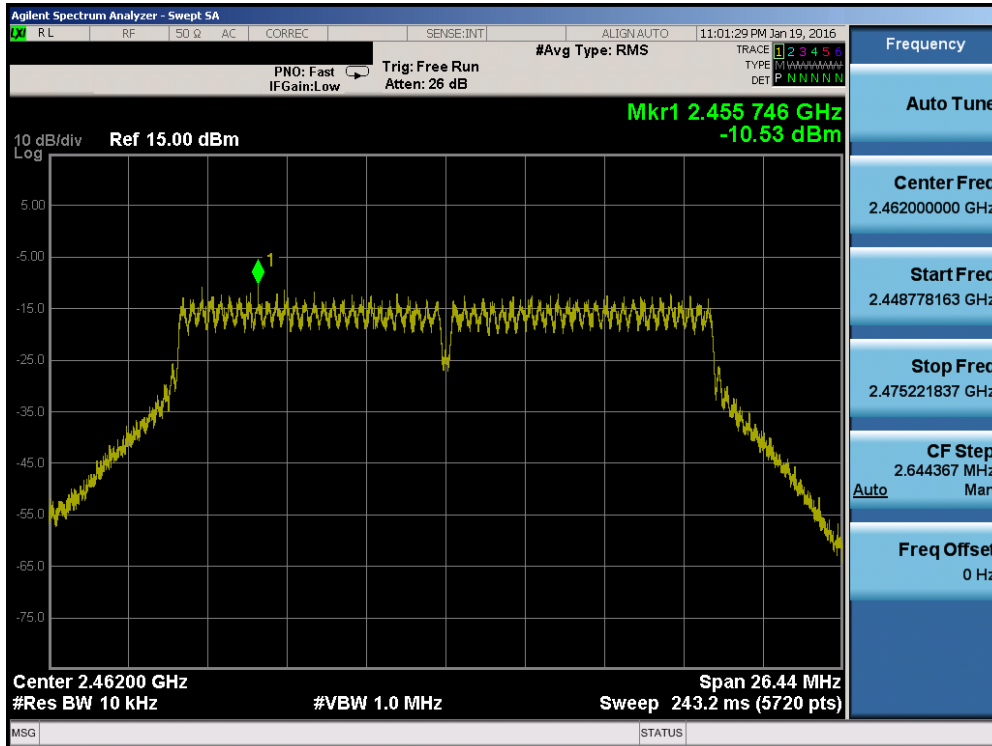 Agilent Spectrum Analyzer - Swept SA
LXI RL RF 50 Ω AC CORREC SENSE:INT ALIGN AUTO 11:01:29 PM Jan 19, 2016
#Avg Type: RMS
TRACE 1 2 3 4 5 6
TYPE M
DET P N N N N N
PNO: Fast
IFGain:Low
Trig: Free Run
Atten: 26 dB
Mkr1 2.455 746 GHz
-10.53 dBm
10 dB/div
Log
Ref 15.00 dBm
5.00
-5.00
-15.0
-25.0
-35.0
-45.0
-55.0
-65.0
-75.0
1
Center 2.46200 GHz
Span 26.44 MHz
#Res BW 10 kHz
#VBW 1.0 MHz
Sweep 243.2 ms (5720 pts)
MSG
STATUS
Frequency
Auto Tune
Center Freq
2.462000000 GHz
Start Freq
2.448778163 GHz
Stop Freq
2.475221837 GHz
CF Step
2.644367 MHz
Auto Man
Freq Offset
0 Hz